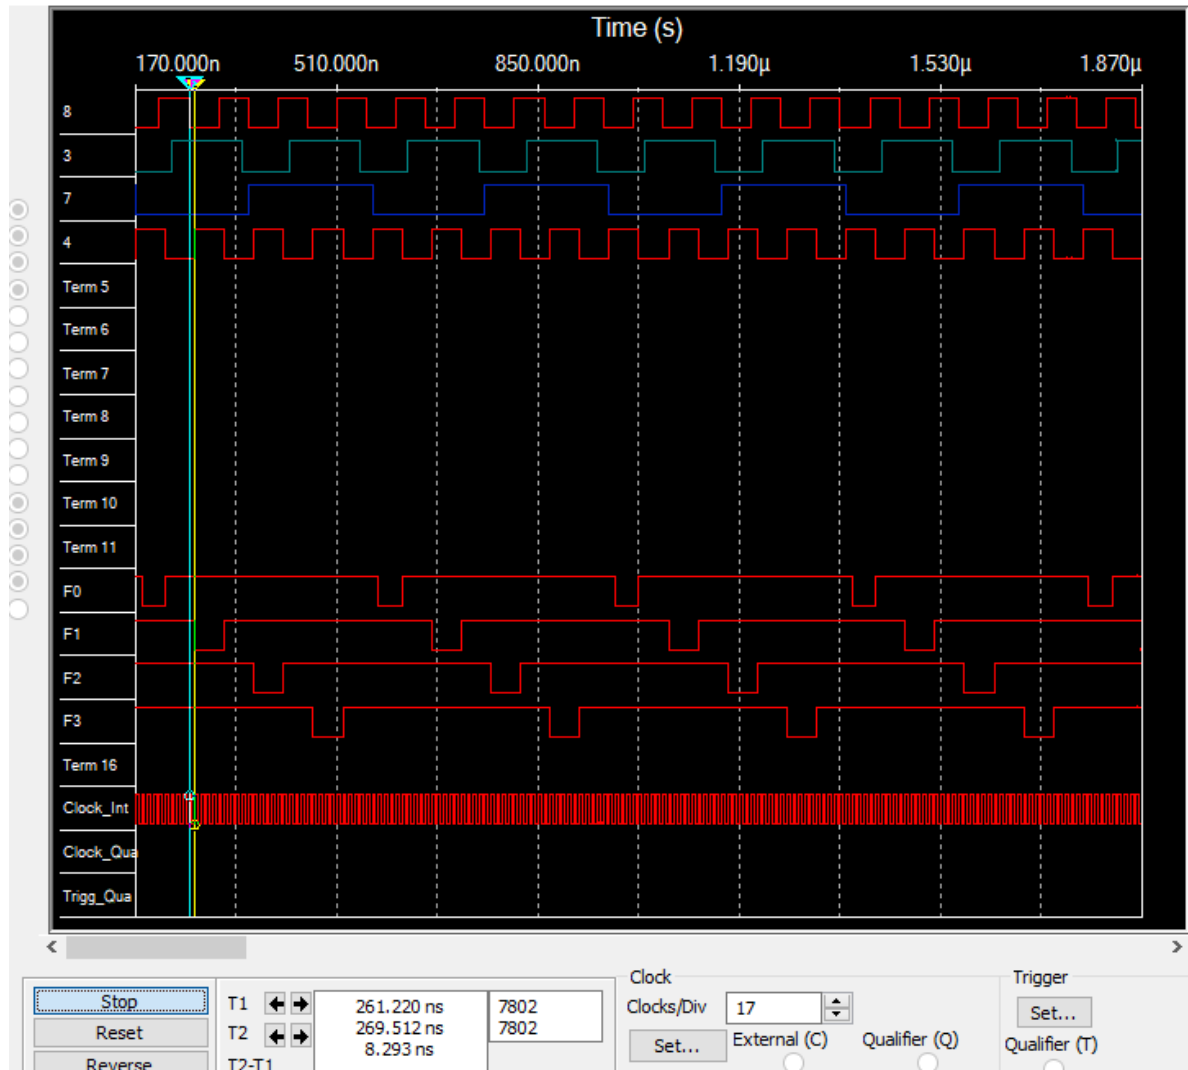 Time (s)
170.000n 510.000n 850.000n 1.190µ 1.530µ 1.870µ
8
3
7
4
Term 5
Term 6
Term 7
Term 8
Term 9
Term 10
Term 11
F0
F1
F2
F3
Term 16
Clock_Int
Clock_Qua
Trigg_Qua
Stop
Reset
Reverse
T1 261.220 ns 7802
T2 269.512 ns 7802
T2-T1 8.293 ns
Clock
Clocks/Div 17
Set... External (C) Qualifier (Q)
Trigger
Set...
Qualifier (T)